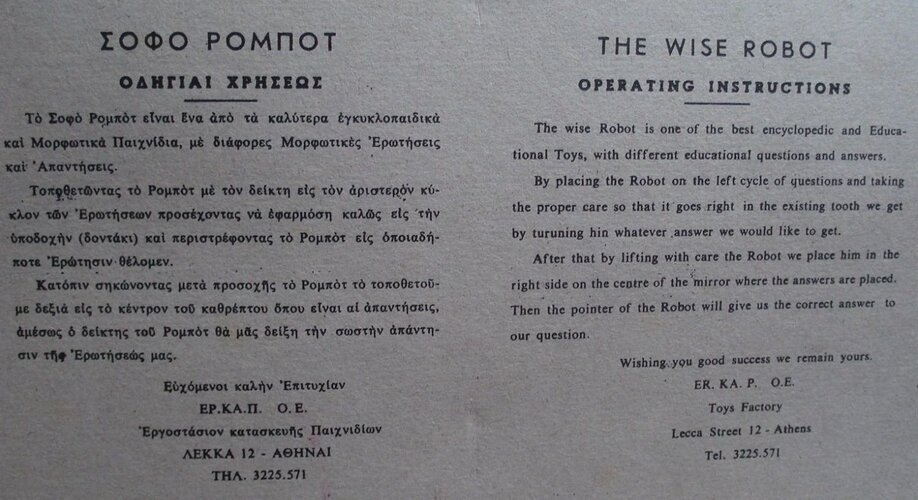 ΣΟΦΟ ΡΟΜΠΟΤ
ΟΔΗΓΙΑΙ ΧΡΗΣΕΩΣ
Τὸ Σοφὸ Ρομπὸτ εἶναι ἕνα ἀπὸ τὰ καλύτερα ἐγκυκλοπαιδικὰ
καὶ Μορφωτικὰ Παιχνίδια, μὲ διάφορες Μορφωτικὲς Ἐρωτήσεις
καὶ Ἀπαντήσεις.
Τοποθετῶντας τὸ Ρομπὸτ μὲ τὸν δείκτη εἰς τὸν ἀριστερὸν κύ-
κλον τῶν Ἐρωτήσεων προσέχοντας νὰ ἐφαρμόση καλῶς εἰς τὴν
ὑποδοχὴν (δοντάκι) καὶ περιστρέφοντας τὸ Ρομπὸτ εἰς ὁποιαδή-
ποτε Ἐρώτησιν θέλομεν.
Κατόπιν σηκώνοντας μετὰ προσοχῆς τὸ Ρομπὸτ τὸ τοποθετοῦ-
με δεξιὰ εἰς τὸ κέντρον τοῦ καθρέπτου ὅπου εἶναι αἱ ἀπαντήσεις,
ἀμέσως ὁ δείκτης τοῦ Ρομπὸτ θὰ μᾶς δείξη τὴν σωστὴν ἀπάντη-
σιν τῆς Ἐρωτήσεώς μας.
Εὐχόμενοι καλὴν Ἐπιτυχίαν
ΕΡ.ΚΑ.Π. Ο.Ε.
Ἐργοστάσιον κατασκευῆς Παιχνιδίων
ΛΕΚΚΑ 12 - ΑΘΗΝΑΙ
ΤΗΛ. 3225.571
THE WISE ROBOT
OPERATING INSTRUCTIONS
The wise Robot is one of the best encyclopedic and Educa-
tional Toys, with different educational questions and answers.
By placing the Robot on the left cycle of questions and taking
the proper care so that it goes right in the existing tooth we get
by turuning hin whatever answer we would like to get.
After that by lifting with care the Robot we place him in the
right side on the centre of the mirror where the answers are placed.
Then the pointer of the Robot will give us the correct answer to
our question.
Wishing you good success we remain yours.
ER. KA. P. O.E.
Toys Factory
Lecca Street 12 - Athens
Tel. 3225.571